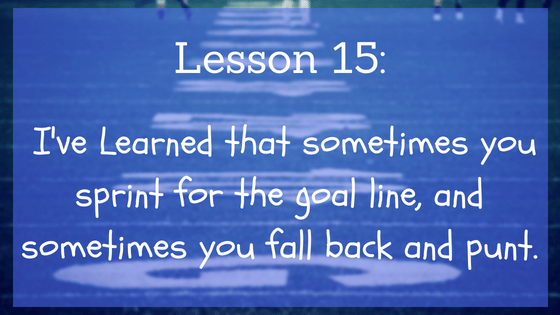 Lesson 15:
I've Learned that sometimes you
sprint for the goal line, and
sometimes you fall back and punt.